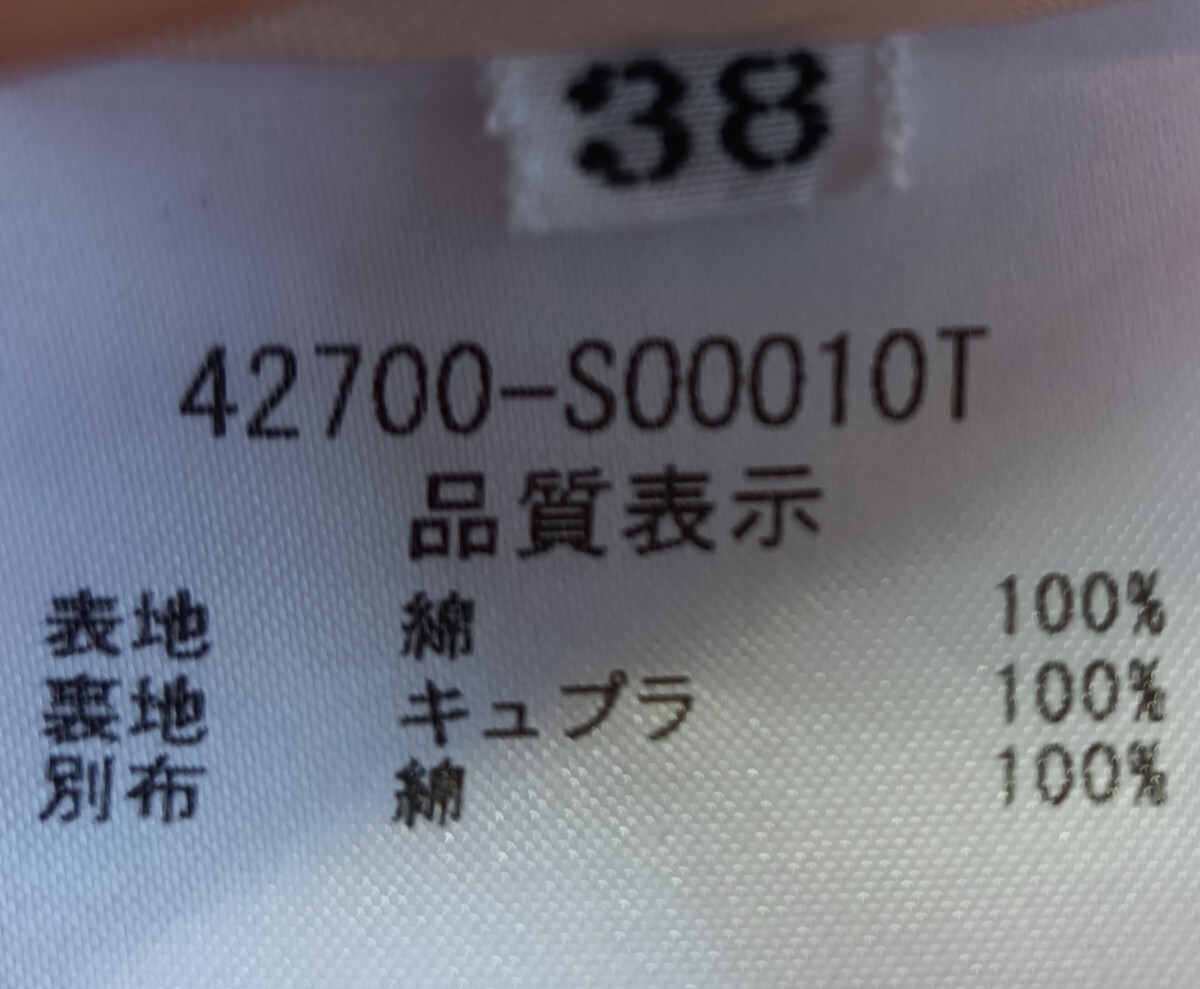 38
42700-S00010T
品質表示
表地 綿 100%
裏地 キュプラ 100%
別布 綿 100%